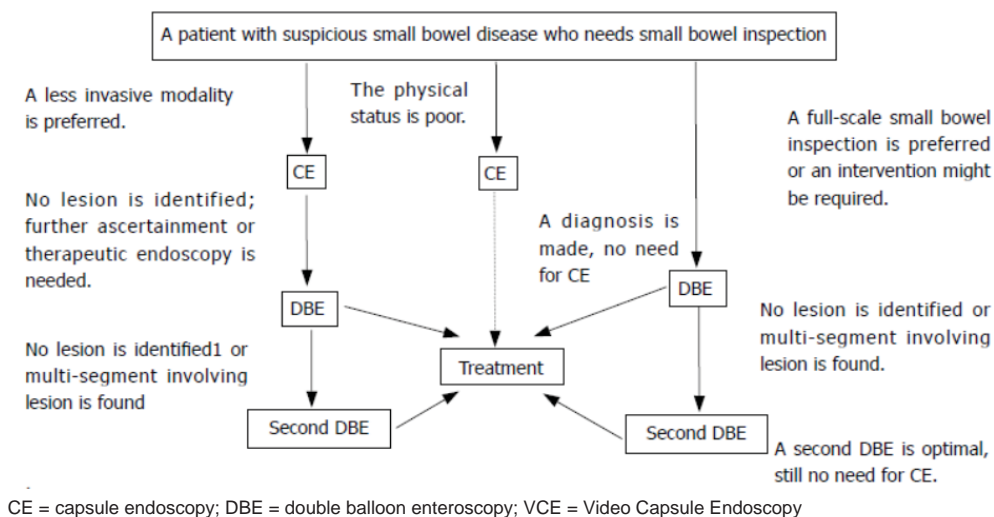 A patient with suspicious small bowel disease who needs small bowel inspection
A less invasive modality
is preferred.
The physical
status is poor.
A full-scale small bowel
inspection is preferred
or an intervention might
be required.
CE
CE
No lesion is identified;
further ascertainment or
therapeutic endoscopy is
needed.
A diagnosis is
made, no need
for CE
DBE
DBE
No lesion is identified1 or
multi-segment involving
lesion is found
Treatment
No lesion is identified or
multi-segment involving
lesion is found.
Second DBE
Second DBE
A second DBE is optimal,
still no need for CE.
CE = capsule endoscopy; DBE = double balloon enteroscopy; VCE = Video Capsule Endoscopy